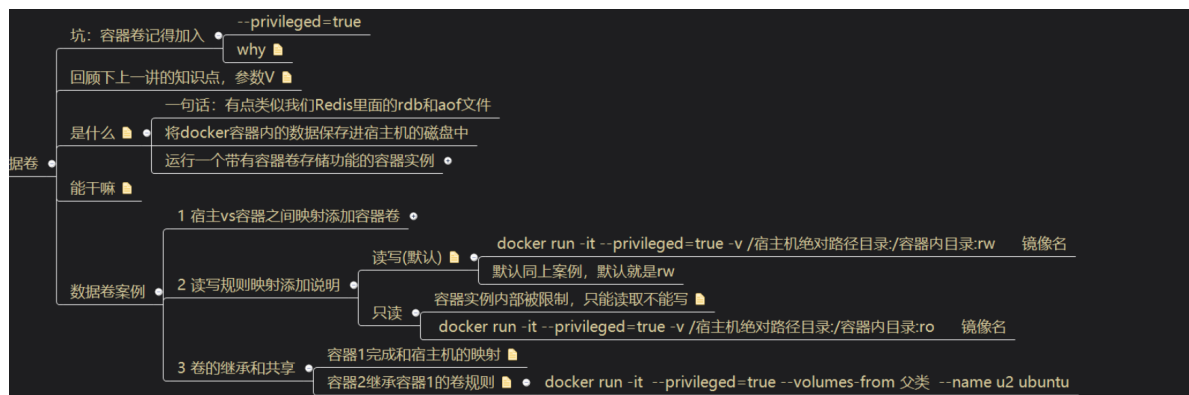 --privileged=true
坑：容器卷记得加入
why
回顾下上一讲的知识点，参数V
一句话：有点类似我们Redis里面的rdb和aof文件
是什么
将docker容器内的数据保存进宿主机的磁盘中
运行一个带有容器卷存储功能的容器实例
据卷
能干嘛
1 宿主vs容器之间映射添加容器卷
docker run -it --privileged=true -v /宿主机绝对路径目录:/容器内目录:rw 镜像名
读写(默认)
默认同上案例，默认就是rw
数据卷案例
2 读写规则映射添加说明
容器实例内部被限制，只能读取不能写
只读
docker run -it --privileged=true -v /宿主机绝对路径目录:/容器内目录:ro 镜像名
容器1完成和宿主机的映射
3 卷的继承和共享
容器2继承容器1的卷规则
docker run -it --privileged=true --volumes-from 父类 --name u2 ubuntu